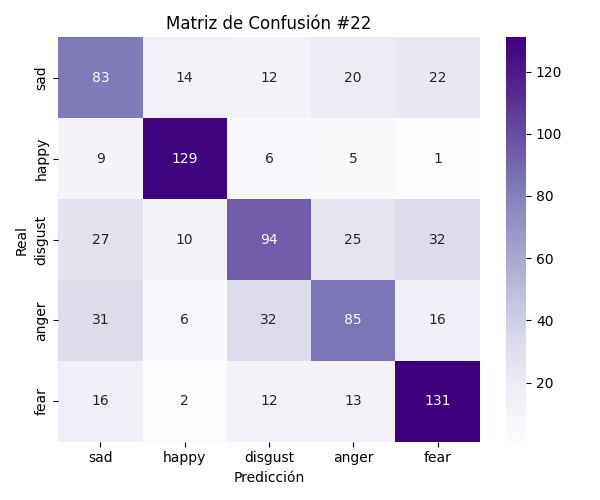 Matriz de Confusión #22
Real
sad 83 14 12 20 22
happy 9 129 6 5 1
disgust 27 10 94 25 32
anger 31 6 32 85 16
fear 16 2 12 13 131
sad happy disgust anger fear
Predicción
120
100
80
60
40
20